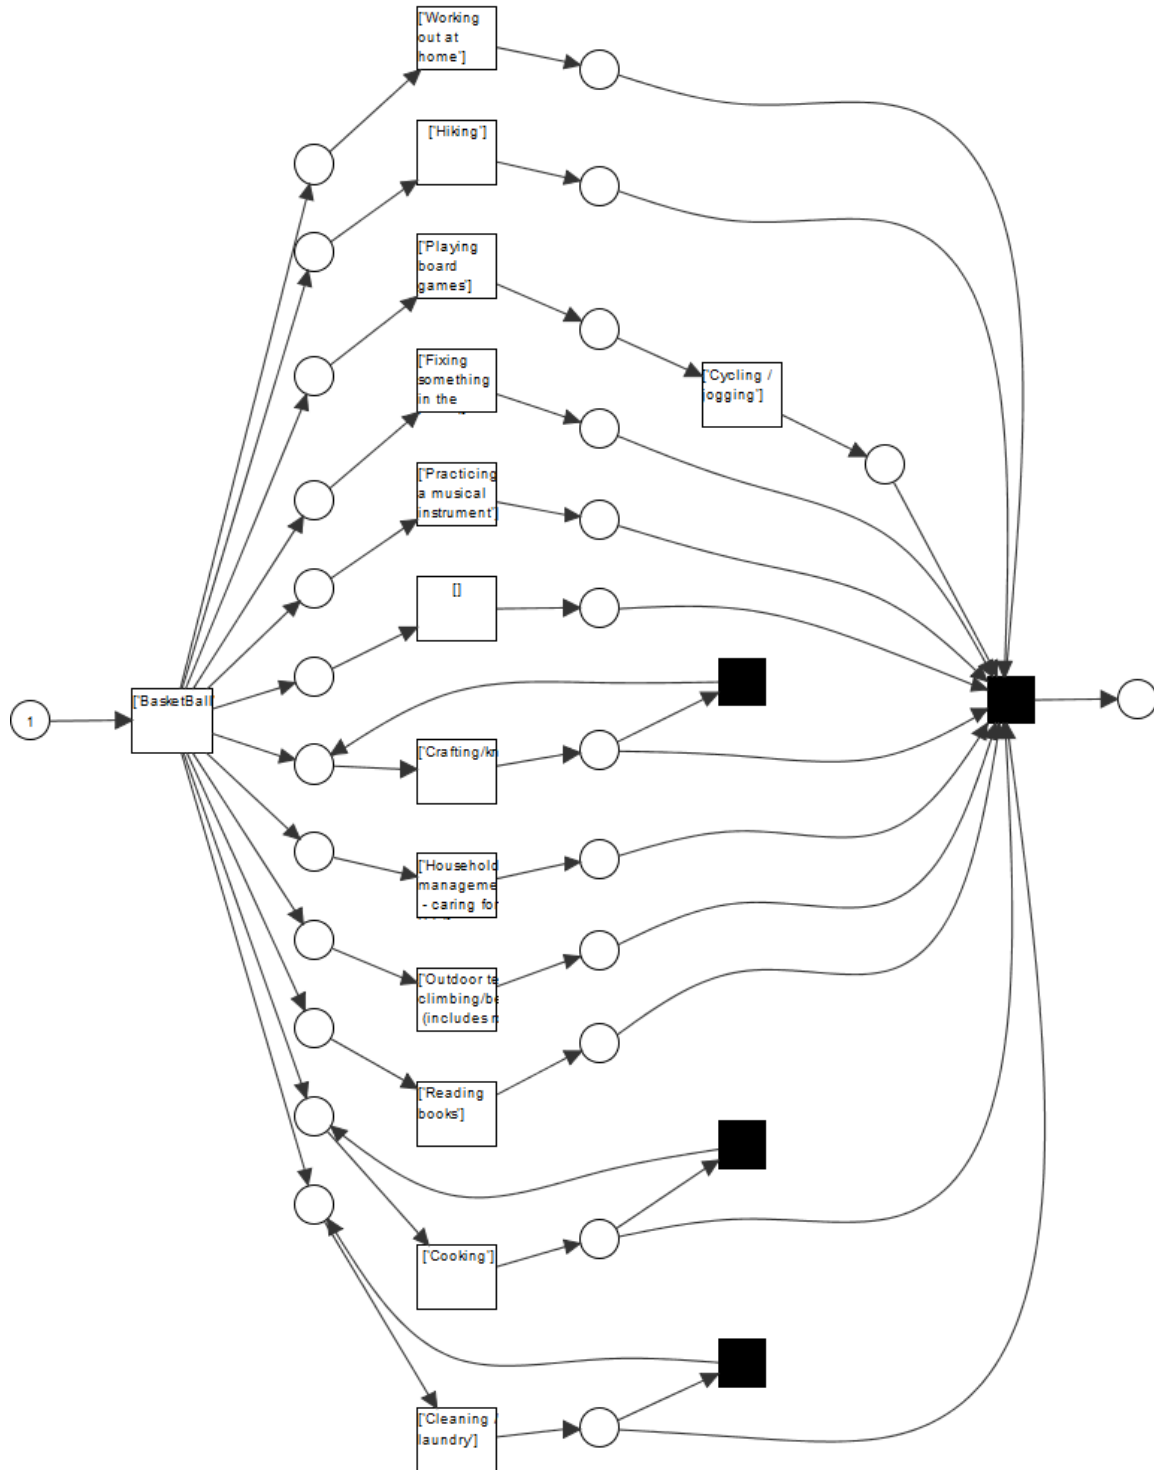 ['Working
out at
home']
['Hiking']
['Playing
board
games']
['Fixing
something
in the
['Cycling /
jogging']
['Practicing
a musical
instrument']
[]
1
['BasketBall'
['Crafting/kn
['Household
manageme
- caring for
['Outdoor te
climbing/be
(includes n
['Reading
books']
['Cooking']
['Cleaning /
laundry']